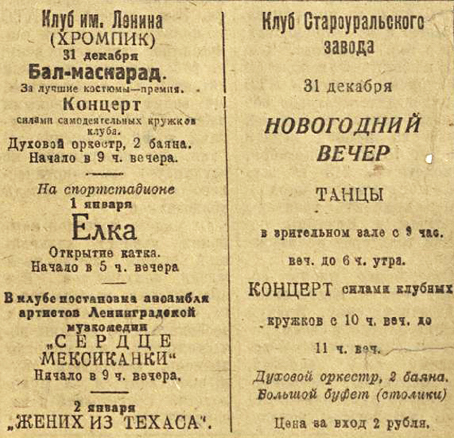 Клуб им. Ленина
(ХРОМПИК)
31 декабря
Бал-маскарад.
За лучшие костюмы—премия.
Концерт
силами самодеятельных кружков
клуба.
Духовой оркестр, 2 баяна.
Начало в 9 ч. вечера.
На спортстадионе
1 января
Елка
Открытие катка.
Начало в 5 ч. вечера
В клубе постановка ансамбля
артистов Ленинградской
музкомедии
„СЕРДЦЕ
МЕКСИКАНКИ“
Начало в 9 ч. вечера.
2 января
„ЖЕНИХ ИЗ ТЕХАСА“.
Клуб Староуральского
завода
31 декабря
НОВОГОДНИЙ
ВЕЧЕР
ТАНЦЫ
в зрительном зале с 9 час.
веч. до 6 ч. утра.
КОНЦЕРТ силами клубных
кружков с 10 ч. веч. до
11 ч. веч.
Духовой оркестр, 2 баяна.
Большой буфет (столики)
Цена за вход 2 рубля.